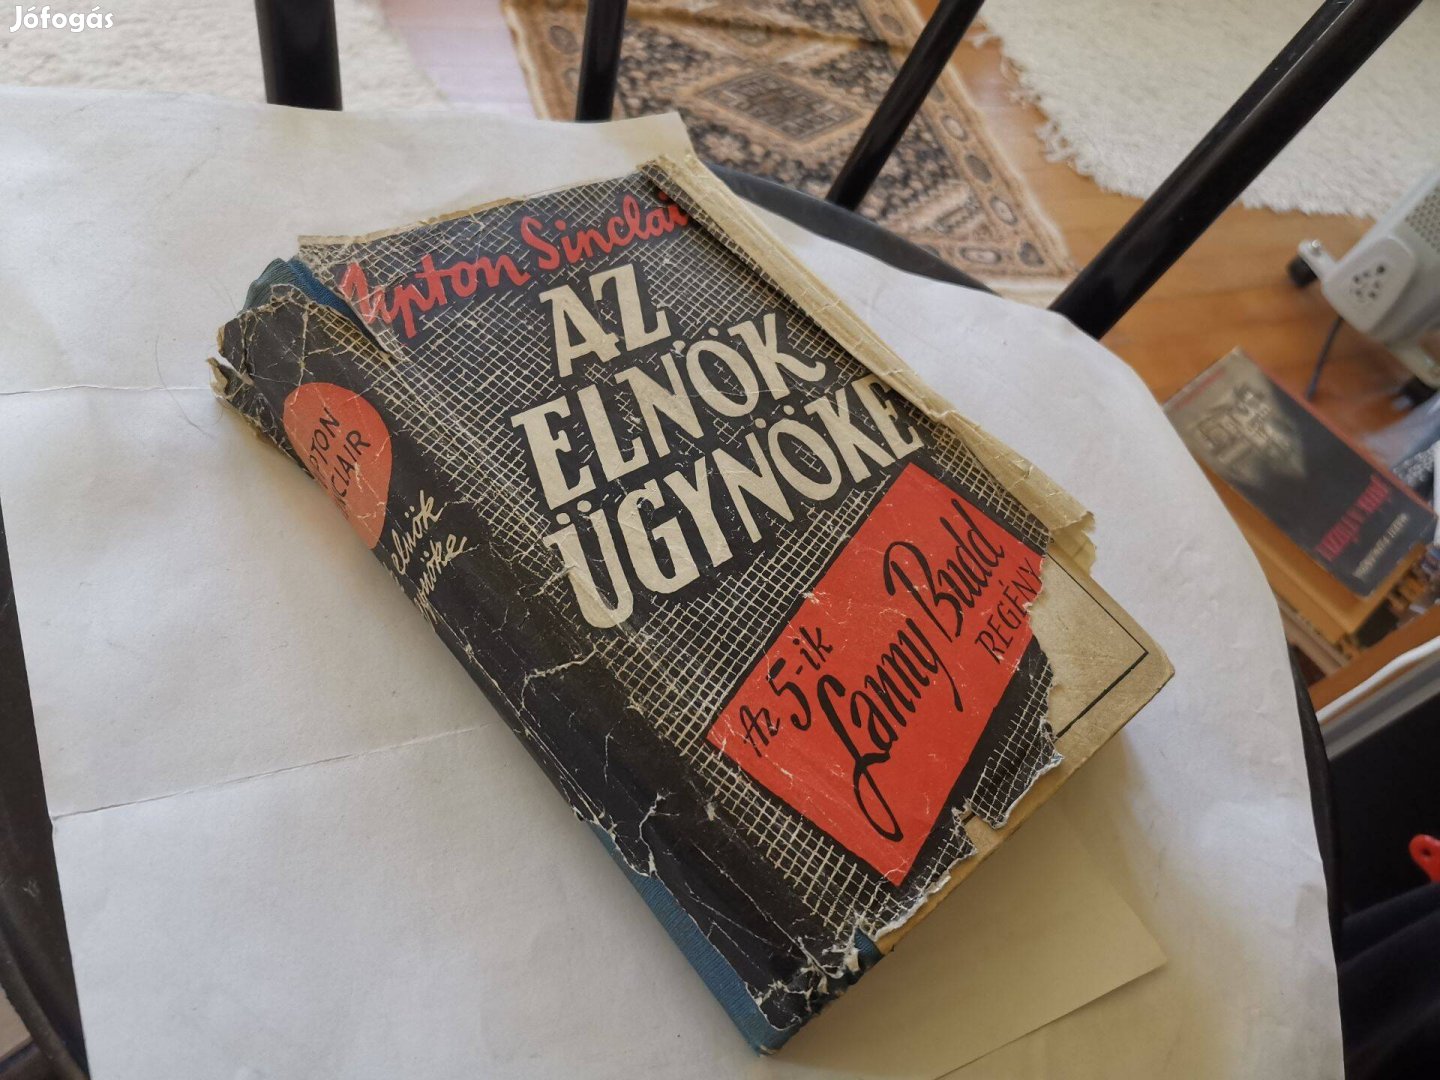 Jófogás
Upton Sinclair
AZ
ELNÖK
ÜGYNÖKE
Az 5-ik
Lanny Budd
REGÉNY
UPTON
SINCLAIR
elnök
ügynöke